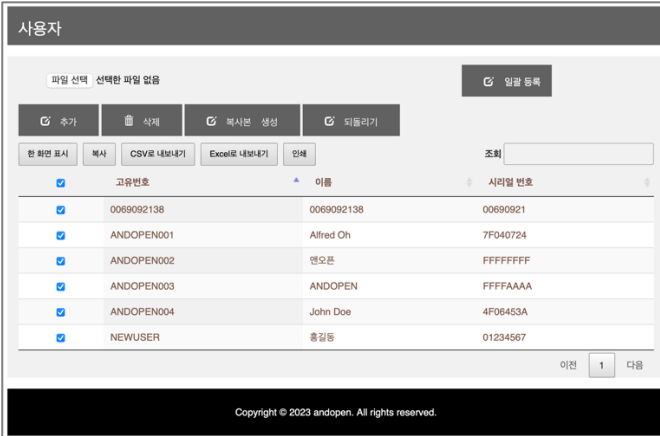 사용자
파일 선택 선택한 파일 없음 일괄 등록
추가 삭제 복사본 생성 되돌리기
한 화면 표시 복사 CSV로 내보내기 Excel로 내보내기 인쇄 조회
고유번호 이름 시리얼 번호
0069092138 0069092138 00690921
ANDOPEN001 Alfred Oh 7F040724
ANDOPEN002 앤오픈 FFFFFFFF
ANDOPEN003 ANDOPEN FFFFAAAA
ANDOPEN004 John Doe 4F06453A
NEWUSER 홍길동 01234567
이전 1 다음
Copyright © 2023 andopen. All rights reserved.